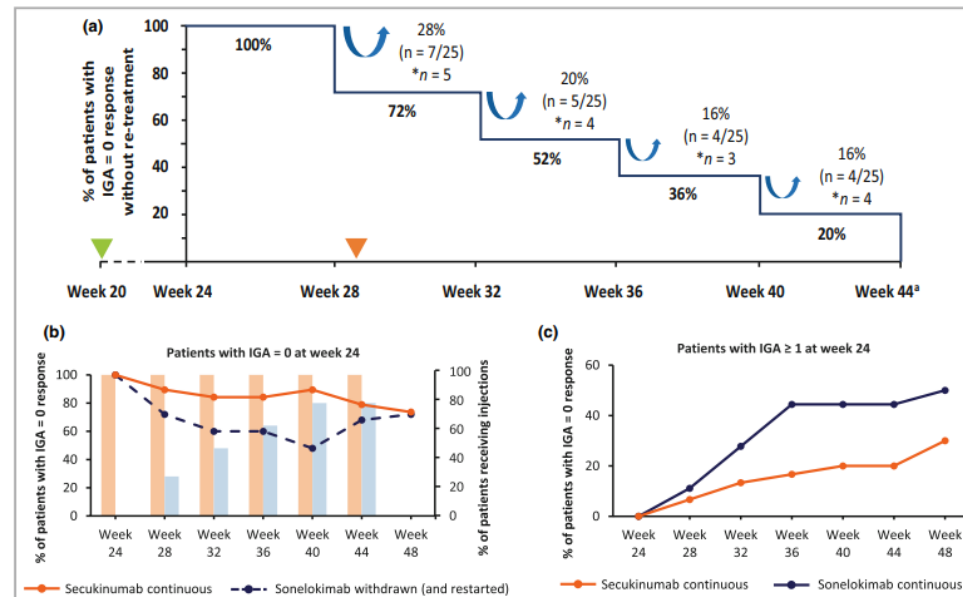 (a)
% of patients with
IGA = 0 response
without re-treatment
100
80
60
40
20
100%
28%
(n = 7/25)
*n = 5
72%
20%
(n = 5/25)
*n = 4
52%
16%
(n = 4/25)
*n = 3
36%
16%
(n = 4/25)
*n = 4
20%
Week 20 Week 24 Week 28 Week 32 Week 36 Week 40 Week 44a
(b)
Patients with IGA = 0 at week 24
% of patients with IGA = 0 response
100
80
60
40
20
0
100
80
60
40
20
0
% of patients receiving injections
Week Week Week Week Week Week Week
24 28 32 36 40 44 48
Secukinumab continuous Sonelokimab withdrawn (and restarted)
(c)
Patients with IGA ≥ 1 at week 24
% of patients with IGA = 0 response
60
40
20
0
Week Week Week Week Week Week Week
24 28 32 36 40 44 48
Secukinumab continuous Sonelokimab continuous